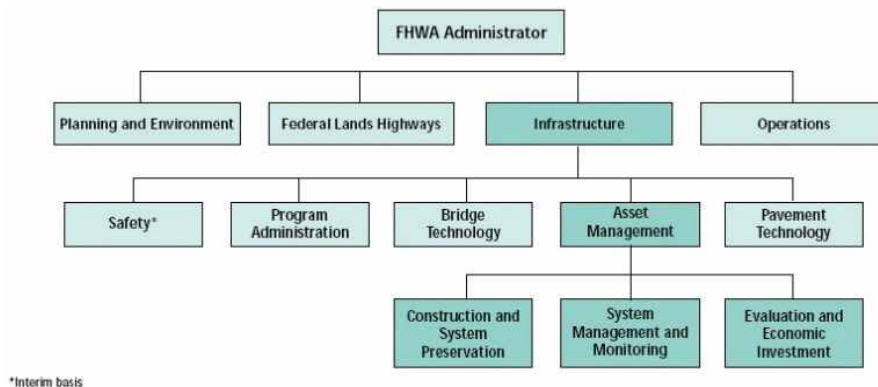 FHWA Administrator
Planning and Environment
Federal Lands Highways
Infrastructure
Operations
Safety*
Program
Administration
Bridge
Technology
Asset
Management
Pavement
Technology
Construction and
System
Preservation
System
Management and
Monitoring
Evaluation and
Economic
Investment
*Interim basis